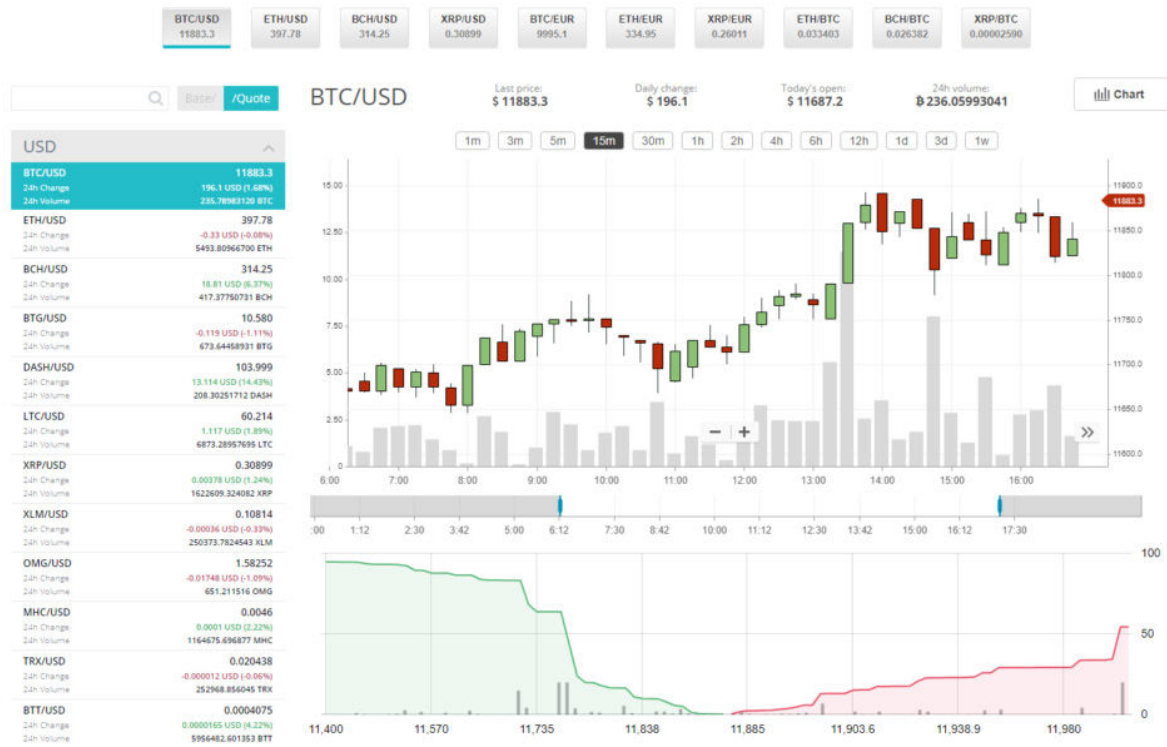 BTC/USD ETH/USD BCH/USD XRP/USD BTC/EUR ETH/EUR XRP/EUR ETH/BTC BCH/BTC XRP/BTC
11883.3 397.78 314.25 0.30899 9995.1 334.95 0.26011 0.033403 0.026382 0.00002590
Base/ /Quote
BTC/USD
Last price: Daily change: Today's open: 24h volume:
$ 11883.3 $ 196.1 $ 11687.2 ₿ 236.05993041
Chart
1m 3m 5m 15m 30m 1h 2h 4h 6h 12h 1d 3d 1w
USD
BTC/USD 11883.3
24h Change 196.1 USD (1.68%)
24h Volume 235.78983120 BTC
ETH/USD 397.78
24h Change -0.33 USD (-0.08%)
24h Volume 5493.80966700 ETH
BCH/USD 314.25
24h Change 18.81 USD (6.37%)
24h Volume 417.37750731 BCH
BTG/USD 10.580
24h Change -0.119 USD (-1.11%)
24h Volume 673.64458931 BTG
DASH/USD 103.999
24h Change 13.114 USD (14.43%)
24h Volume 208.30251712 DASH
LTC/USD 60.214
24h Change 1.117 USD (1.89%)
24h Volume 6873.28957695 LTC
XRP/USD 0.30899
24h Change 0.00378 USD (1.24%)
24h Volume 1622609.324082 XRP
XLM/USD 0.10814
24h Change -0.00036 USD (-0.33%)
24h Volume 250373.7824543 XLM
OMG/USD 1.58252
24h Change -0.01748 USD (-1.09%)
24h Volume 651.211516 OMG
MHC/USD 0.0046
24h Change 0.0001 USD (2.22%)
24h Volume 1164675.696877 MHC
TRX/USD 0.020438
24h Change -0.000012 USD (-0.06%)
24h Volume 252968.856045 TRX
BTT/USD 0.0004075
24h Change 0.0000165 USD (4.22%)
24h Volume 5956482.601353 BTT
15.00
12.50
10.00
7.50
5.00
2.50
0
11900.0
11883.3
11850.0
11800.0
11750.0
11700.0
11650.0
11600.0
6:00 7:00 8:00 9:00 10:00 11:00 12:00 13:00 14:00 15:00 16:00
:00 1:12 2:30 3:42 5:00 6:12 7:30 8:42 10:00 11:12 12:30 13:42 15:00 16:12 17:30
100
50
0
11,400 11,570 11,735 11,838 11,885 11,903.6 11,938.9 11,980